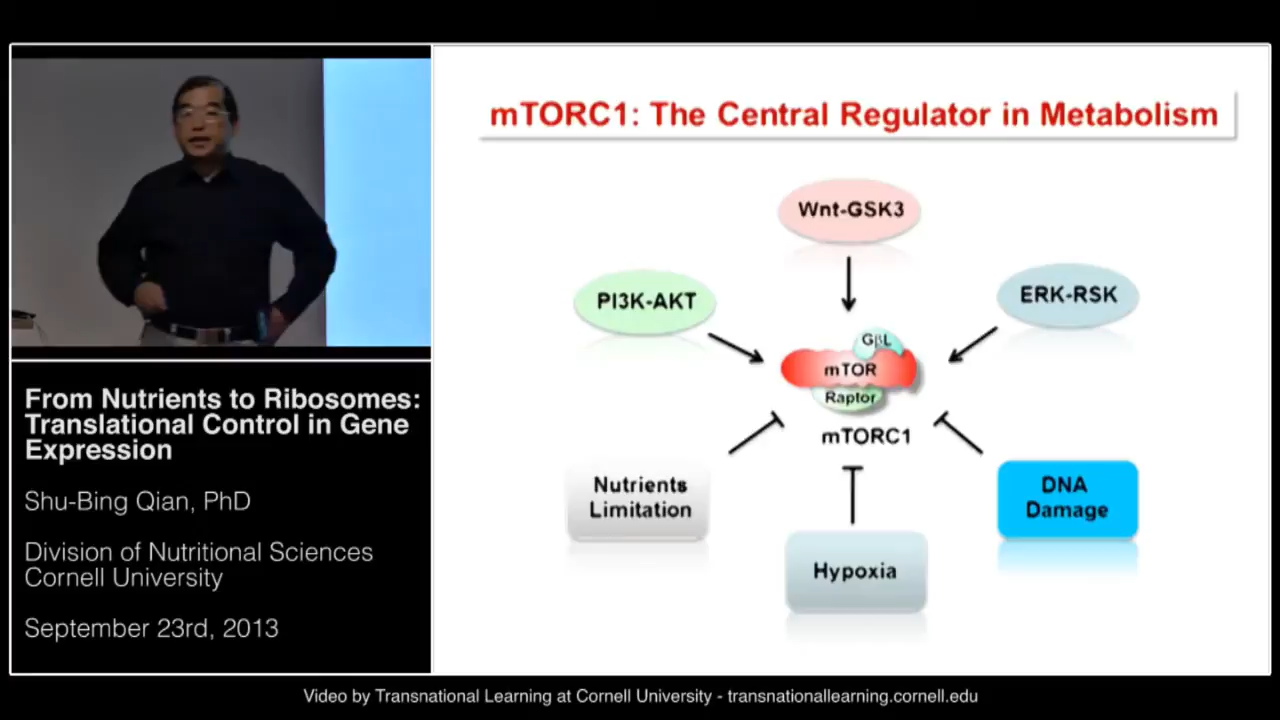 mTORC1: The Central Regulator in Metabolism
Wnt-GSK3
PI3K-AKT
ERK-RSK
GβL
mTOR
Raptor
mTORC1
Nutrients
Limitation
Hypoxia
DNA
Damage
From Nutrients to Ribosomes:
Translational Control in Gene
Expression
Shu-Bing Qian, PhD
Division of Nutritional Sciences
Cornell University
September 23rd, 2013
Video by Transnational Learning at Cornell University - transnationallearning.cornell.edu